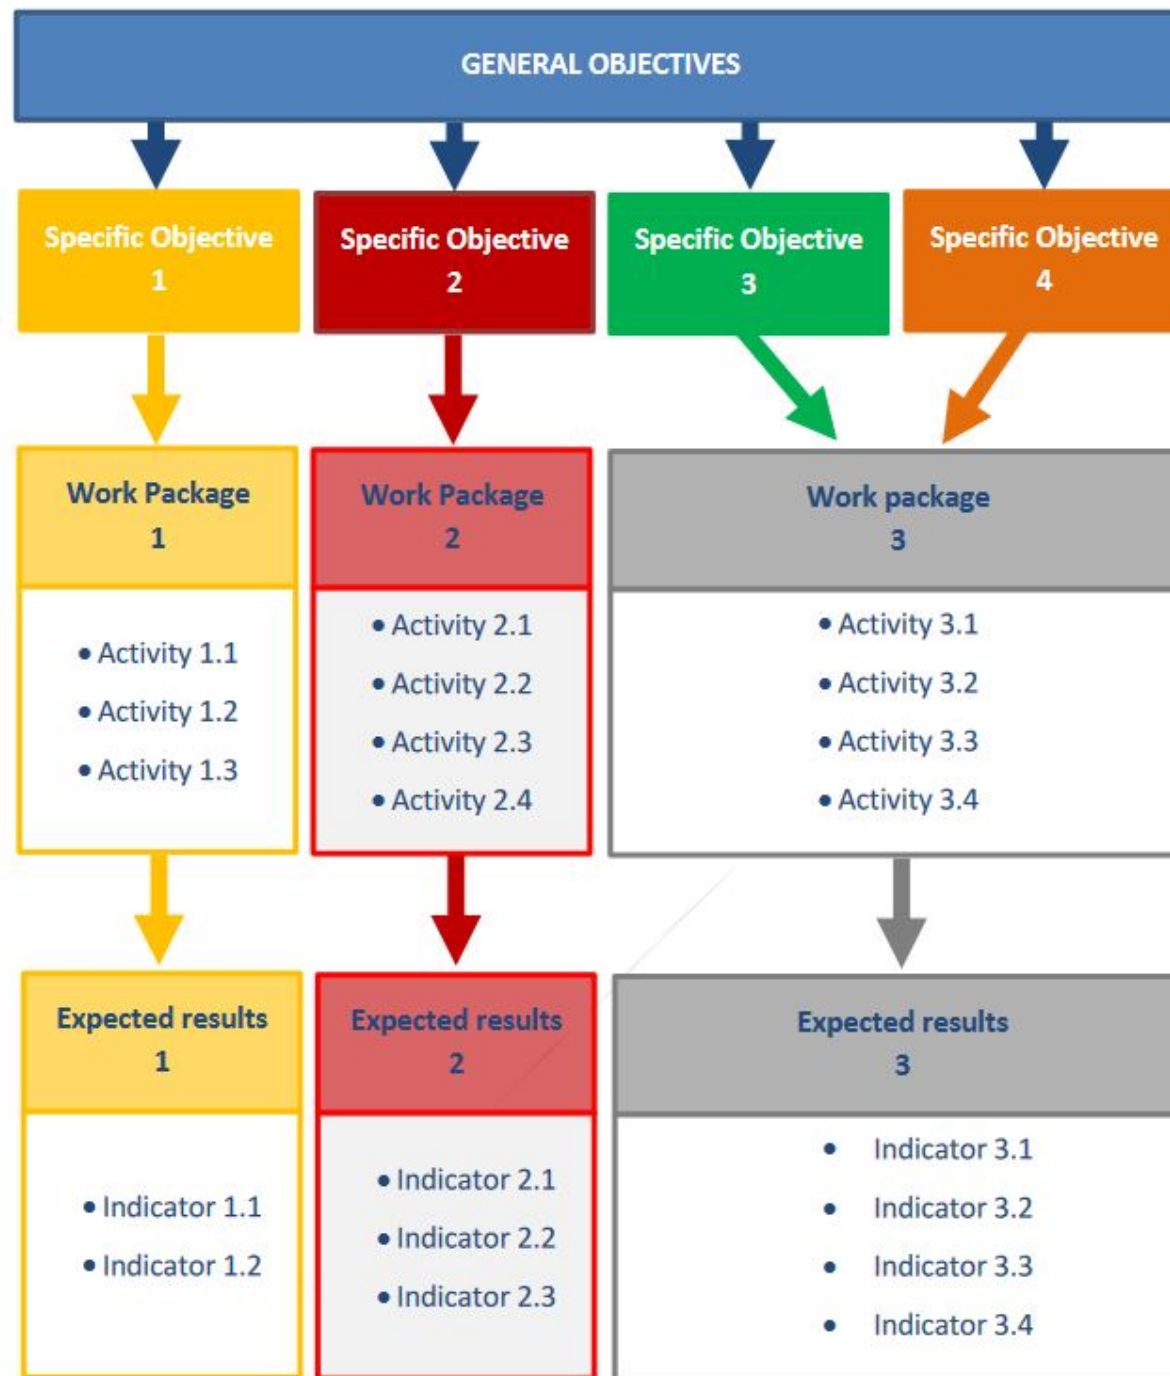 GENERAL OBJECTIVES
Specific Objective
1
Specific Objective
2
Specific Objective
3
Specific Objective
4
Work Package
1
Work Package
2
Work package
3
• Activity 1.1
• Activity 1.2
• Activity 1.3
• Activity 2.1
• Activity 2.2
• Activity 2.3
• Activity 2.4
• Activity 3.1
• Activity 3.2
• Activity 3.3
• Activity 3.4
Expected results
1
Expected results
2
Expected results
3
• Indicator 1.1
• Indicator 1.2
• Indicator 2.1
• Indicator 2.2
• Indicator 2.3
• Indicator 3.1
• Indicator 3.2
• Indicator 3.3
• Indicator 3.4